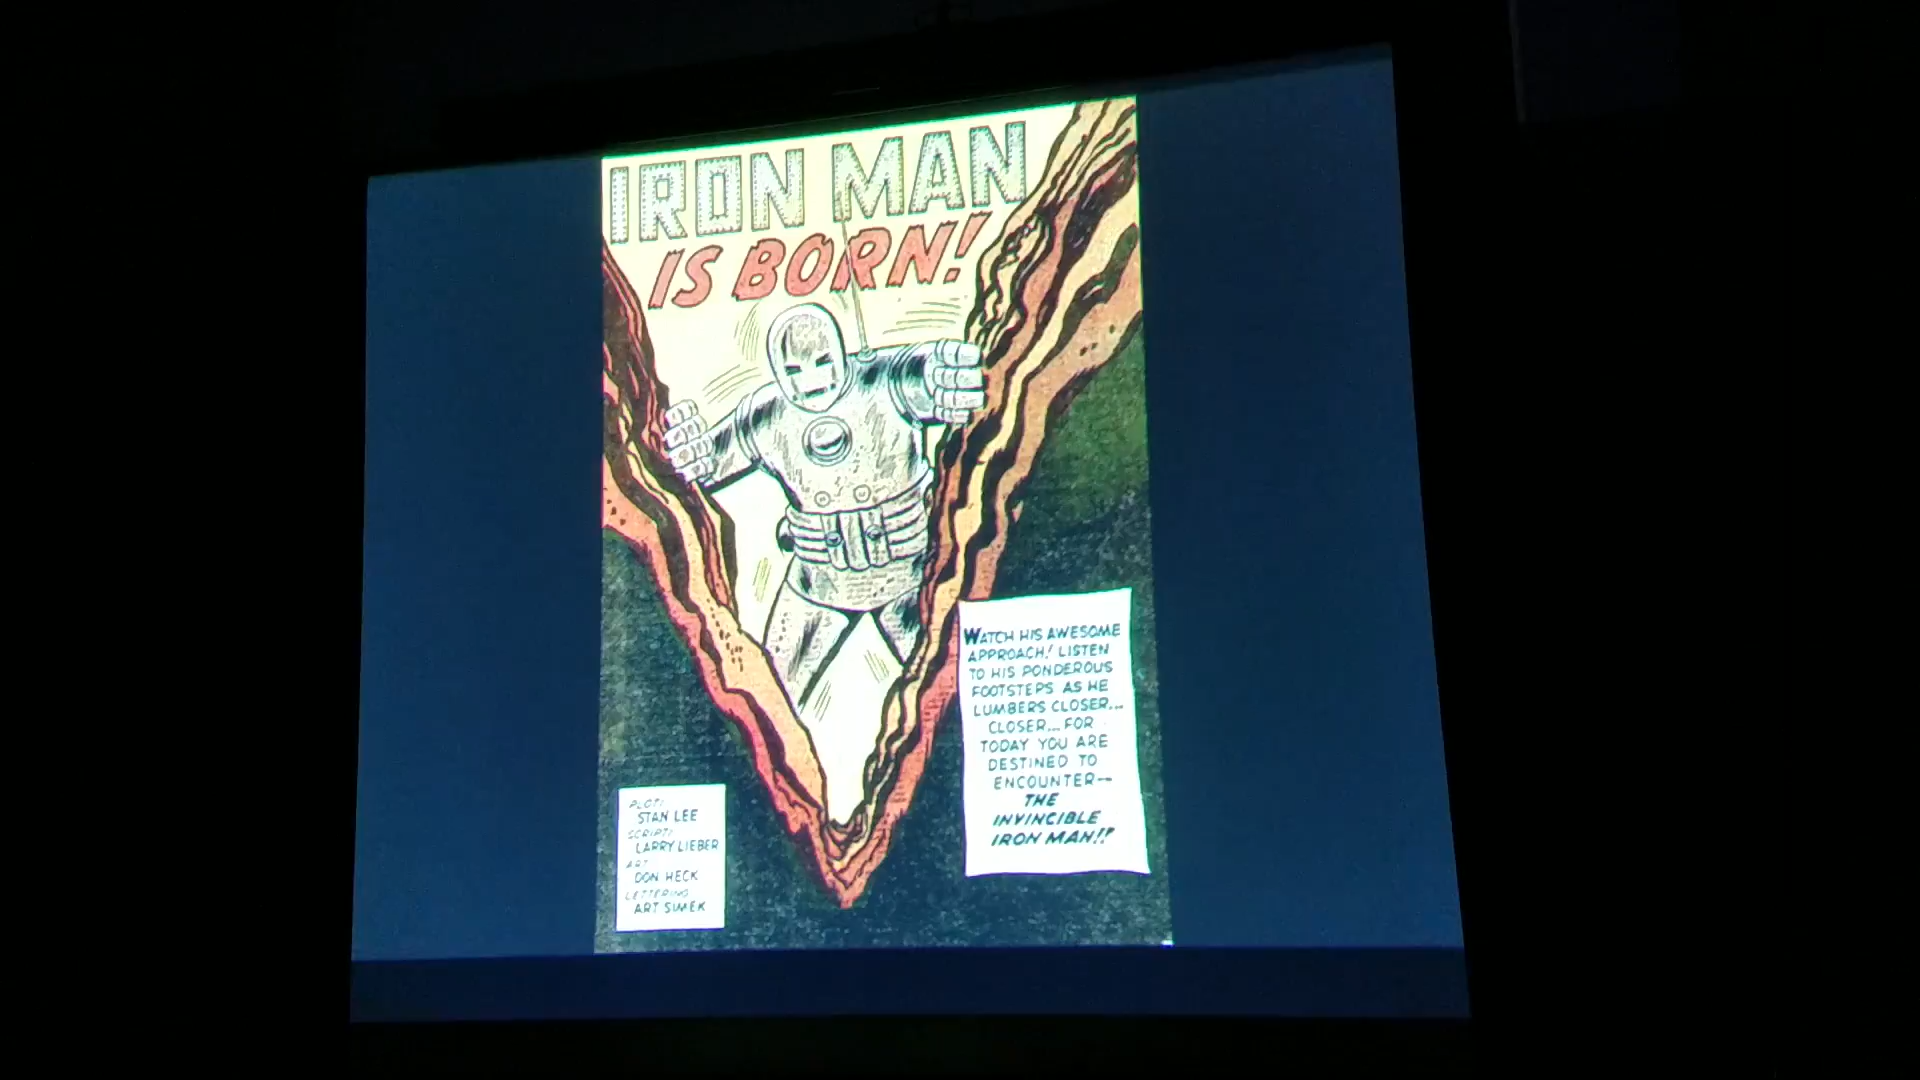 IRON MAN
IS BORN!
WATCH HIS AWESOME
APPROACH! LISTEN
TO HIS PONDEROUS
FOOTSTEPS AS HE
LUMBERS CLOSER...
CLOSER...FOR
TODAY YOU ARE
DESTINED TO
ENCOUNTER—
THE
INVINCIBLE
IRON MAN!!"
PLOT:
STAN LEE
SCRIPT:
LARRY LIEBER
ART
DON HECK
LETTERING
ART SIMEK